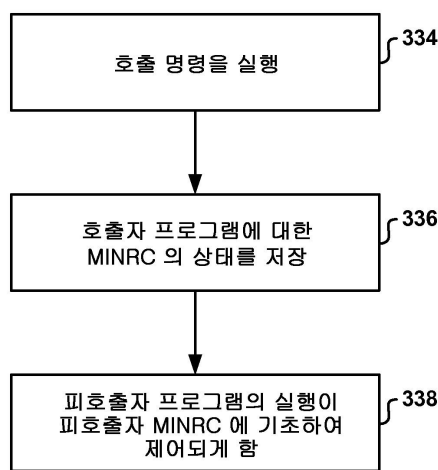 호출 명령을 실행
334
호출자 프로그램에 대한
MINRC 의 상태를 저장
336
피호출자 프로그램의 실행이
피호출자 MINRC 에 기초하여
제어되게 함
338